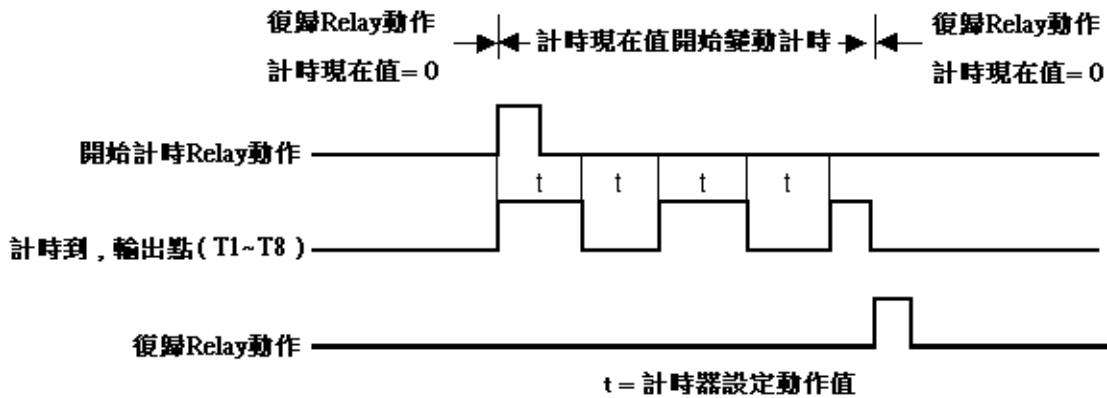 復歸Relay動作
計時現在值= 0
計時現在值開始變動計時
復歸Relay動作
計時現在值= 0
開始計時Relay動作
t
t
t
t
計時到 , 輸出點 ( T1~T8 )
復歸Relay動作
t = 計時器設定動作值